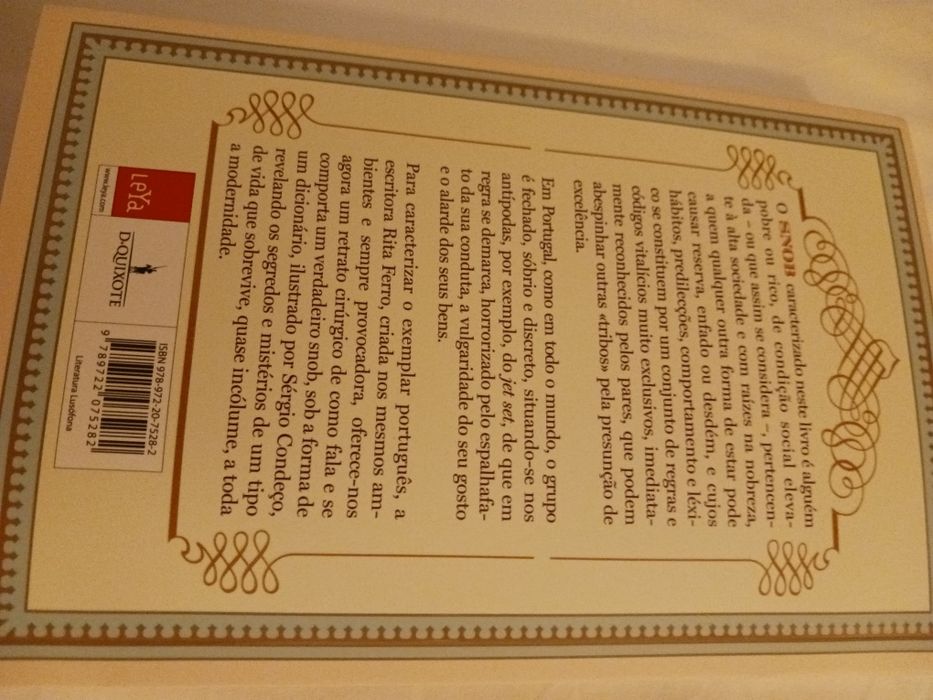 O SNOB caracterizado neste livro é alguém
pobre ou rico, de condição social eleva-
da – ou que assim se considera –, pertencen-
te à alta sociedade e com raízes na nobreza,
a quem qualquer outra forma de estar pode
causar reserva, enfado ou desdém, e cujos
hábitos, predilecções, comportamento e léxi-
co se constituem por um conjunto de regras e
códigos vitalícios muito exclusivos, imediata-
mente reconhecidos pelos pares, que podem
abespinhar outras «tribos» pela presunção de
excelência.
Em Portugal, como em todo o mundo, o grupo
é fechado, sóbrio e discreto, situando-se nos
antípodas, por exemplo, do jet set, de que em
regra se demarca, horrorizado pelo espalhafa-
to da sua conduta, a vulgaridade do seu gosto
e o alarde dos seus bens.
Para caracterizar o exemplar português, a
escritora Rita Ferro, criada nos mesmos am-
bientes e sempre provocadora, oferece-nos
agora um retrato cirúrgico de como fala e se
comporta um verdadeiro snob, sob a forma de
um dicionário, ilustrado por Sérgio Condeço,
revelando os segredos e mistérios de um tipo
de vida que sobrevive, quase incólume, a toda
a modernidade.
LeYa
www.leya.com
D·QUIXOTE
ISBN 978-972-20-7528-2
9 789722 075282
Literatura Lusófona